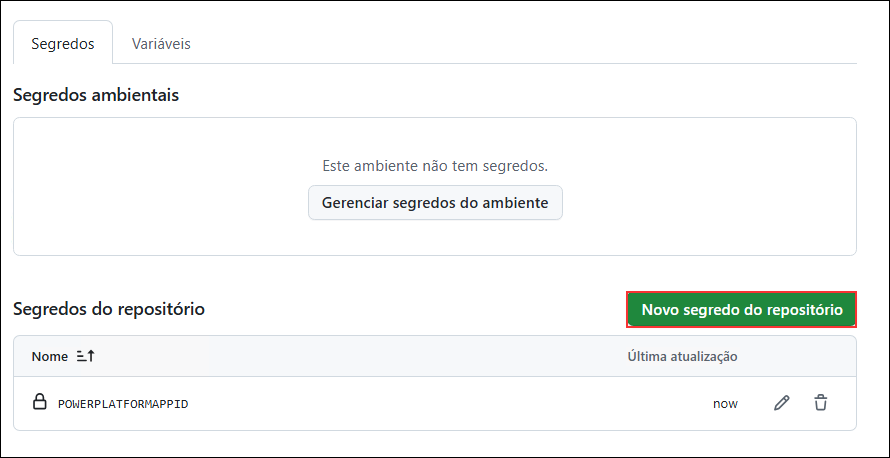 Segredos
Variáveis
Segredos ambientais
Este ambiente não tem segredos.
Gerenciar segredos do ambiente
Segredos do repositório
Novo segredo do repositório
Nome
Última atualização
POWERPLATFORMAPPID
now